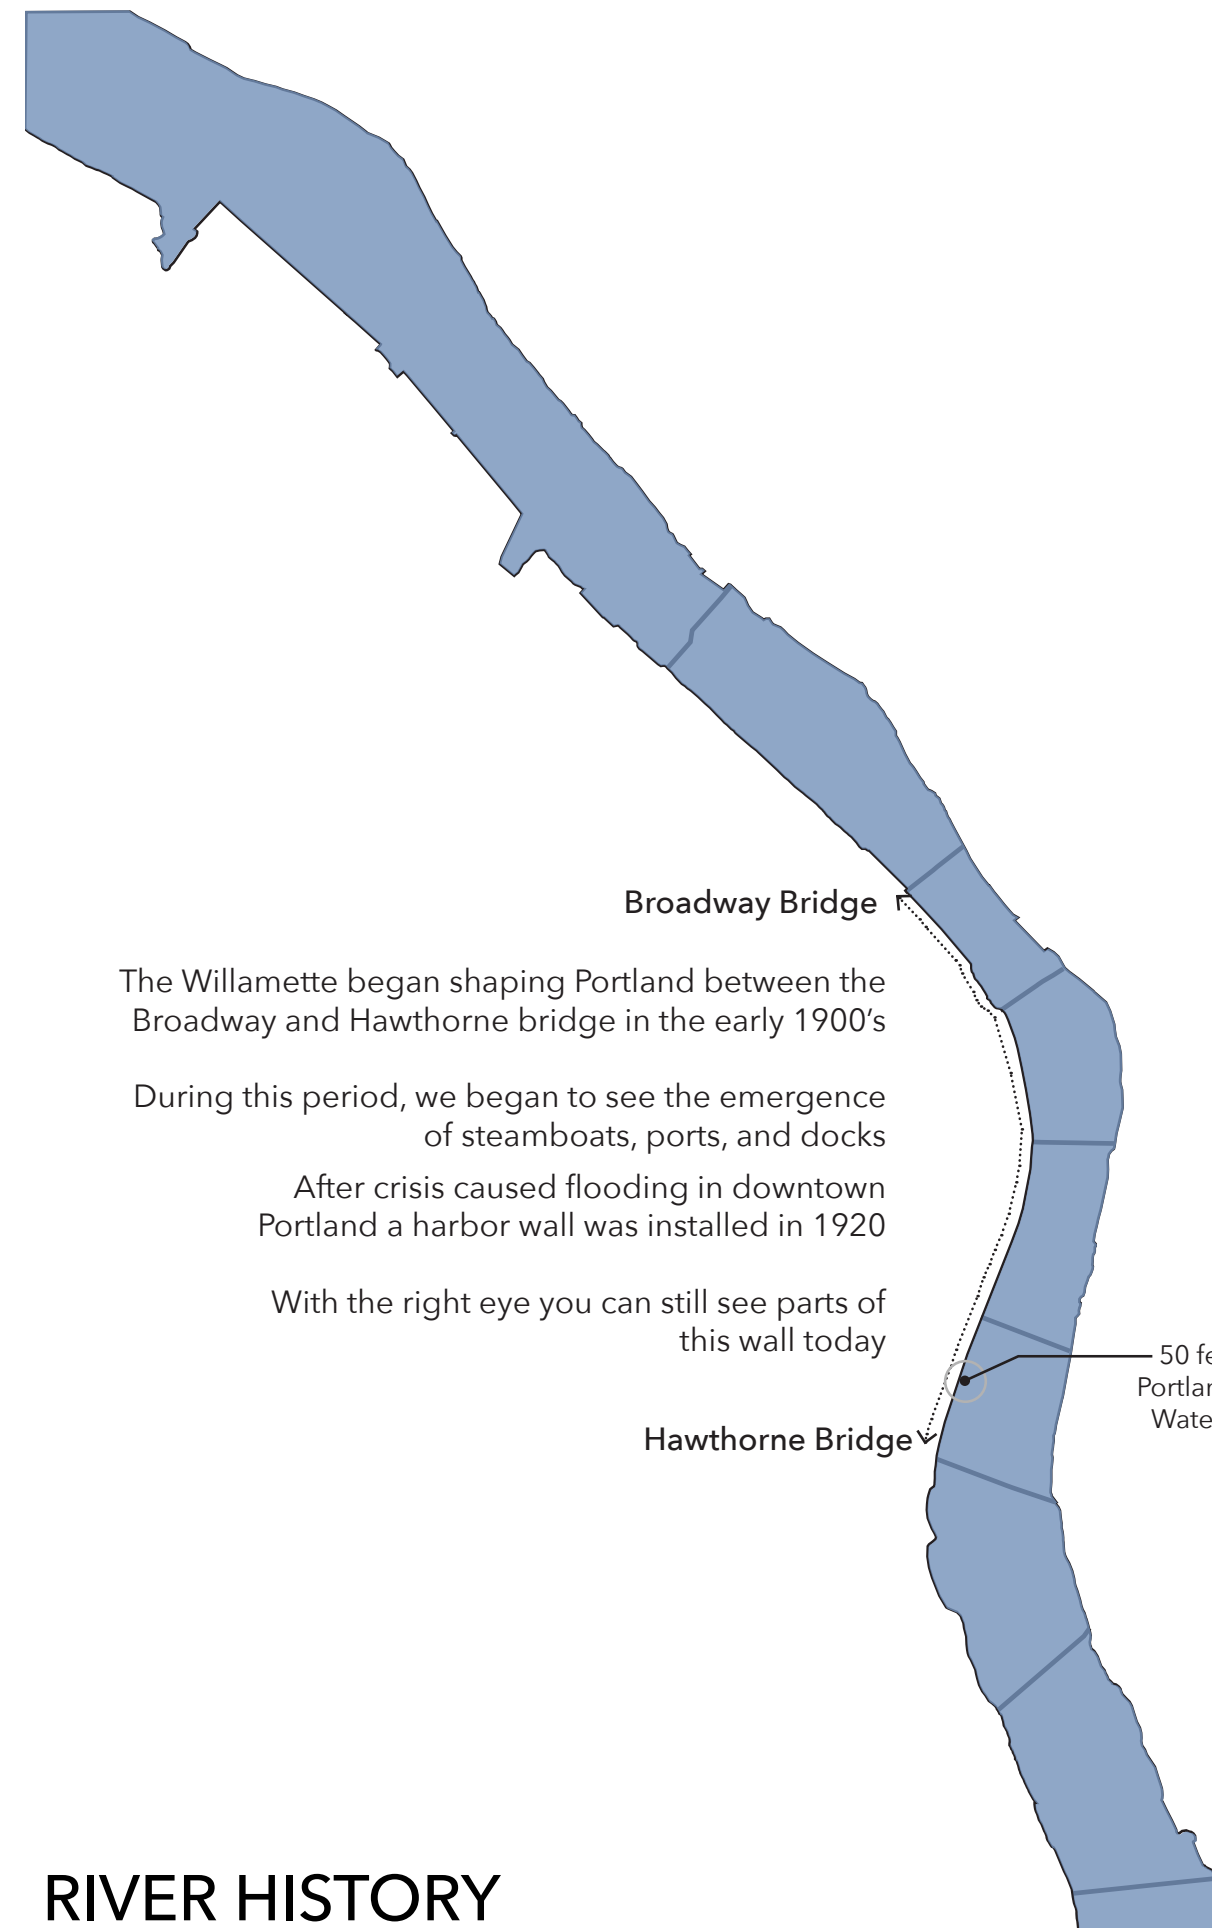 Broadway Bridge
The Willamette began shaping Portland between the
Broadway and Hawthorne bridge in the early 1900's
During this period, we began to see the emergence
of steamboats, ports, and docks
After crisis caused flooding in downtown
Portland a harbor wall was installed in 1920
With the right eye you can still see parts of
this wall today
50
Hawthorne Bridge
RIVER HISTORY